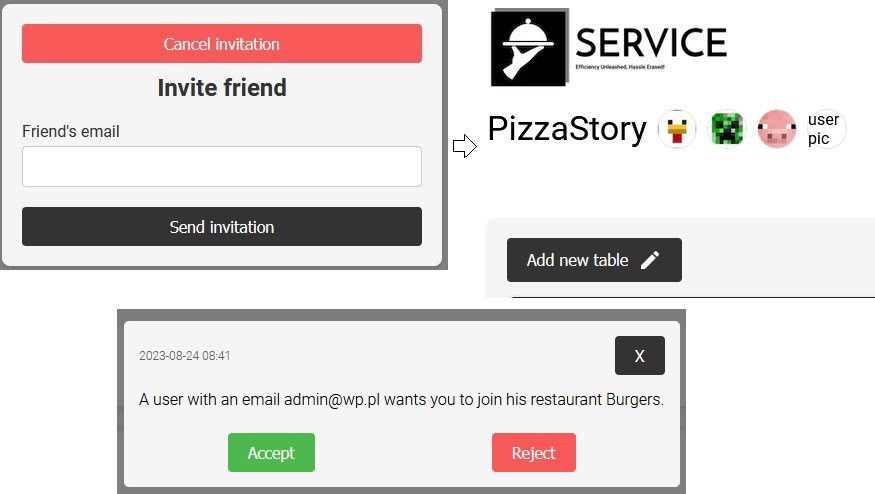 Cancel invitation
Invite friend
Friend's email
Send invitation
SERVICE
Efficiency Unleashed, Hassle Erased!
PizzaStory
user
pic
Add new table
2023-08-24 08:41
X
A user with an email admin@wp.pl wants you to join his restaurant Burgers.
Accept
Reject